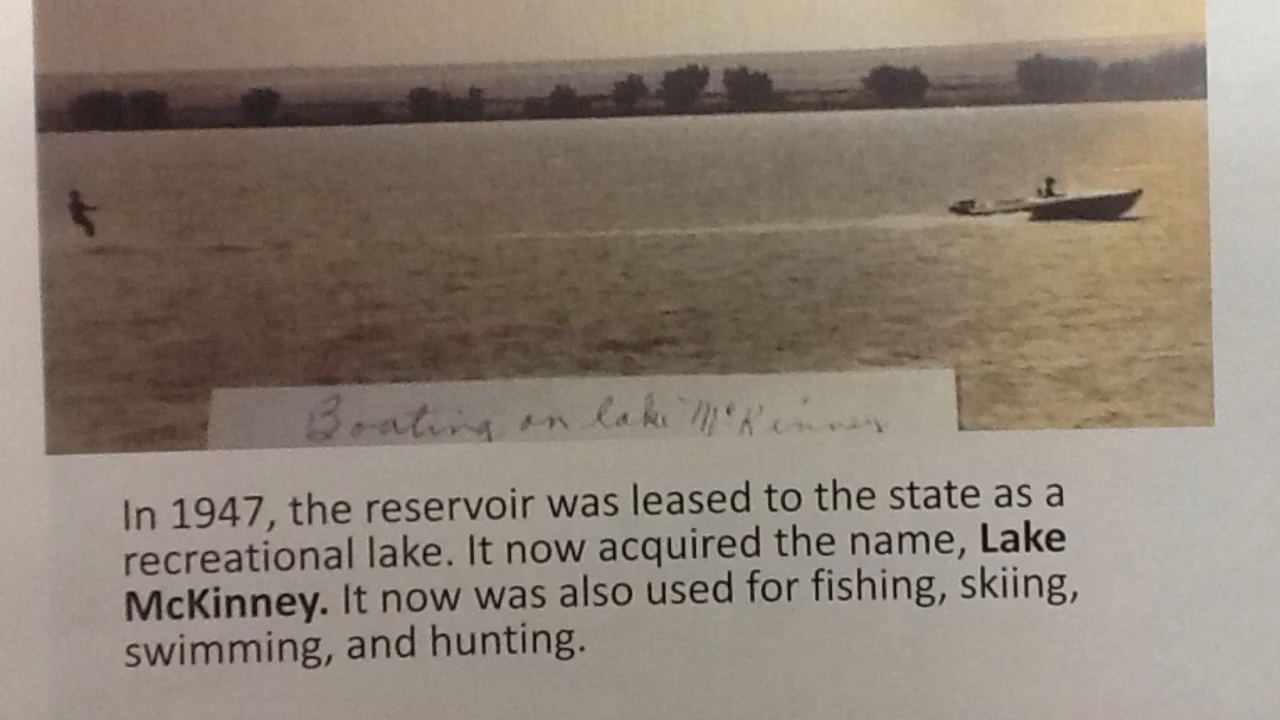 Boating on lake McKinney
In 1947, the reservoir was leased to the state as a
recreational lake. It now acquired the name, Lake
McKinney. It now was also used for fishing, skiing,
swimming, and hunting.